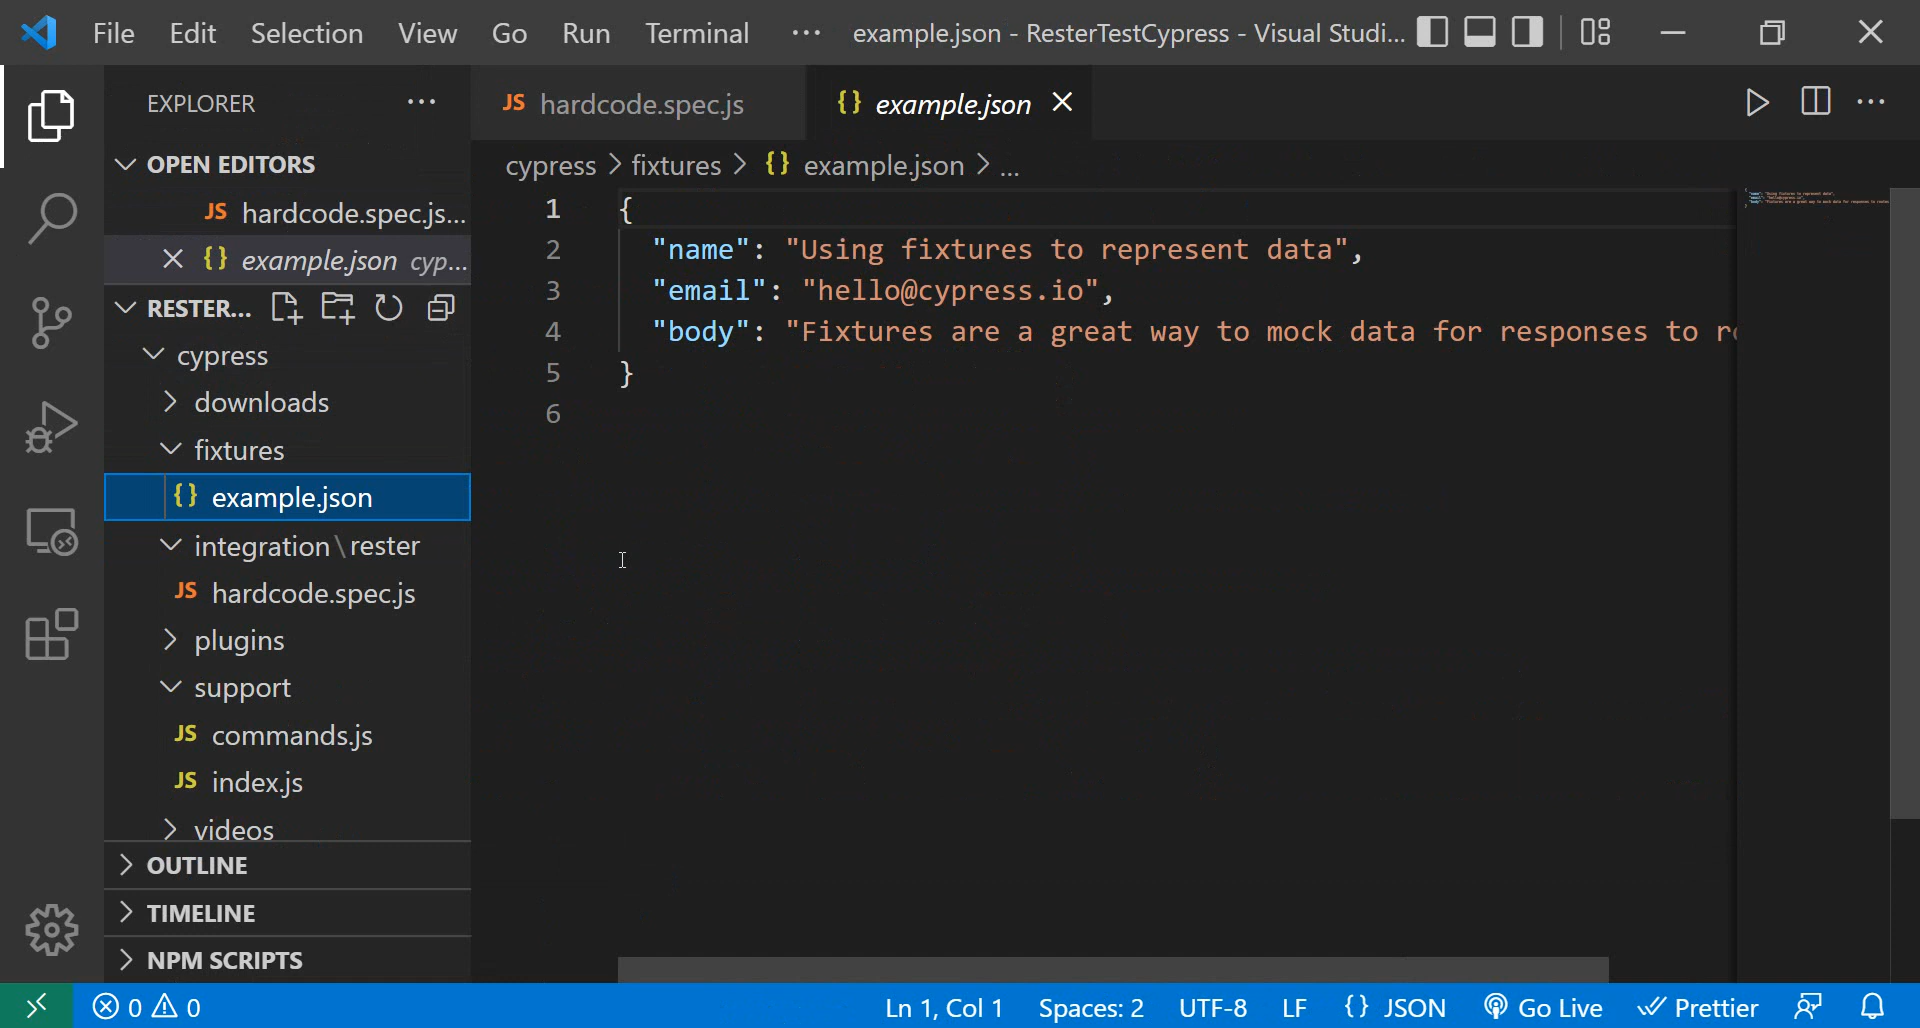 File Edit Selection View Go Run Terminal ··· example.json - ResterTestCypress - Visual Studi...
EXPLORER ···
OPEN EDITORS
JS hardcode.spec.js...
{} example.json cyp...
RESTER...
cypress
downloads
fixtures
{} example.json
integration\rester
JS hardcode.spec.js
plugins
support
JS commands.js
JS index.js
videos
OUTLINE
TIMELINE
NPM SCRIPTS
JS hardcode.spec.js
{} example.json
cypress > fixtures > {} example.json > ...
1 {
2 "name": "Using fixtures to represent data",
3 "email": "hello@cypress.io",
4 "body": "Fixtures are a great way to mock data for responses to
5 }
6
0 0 Ln 1, Col 1 Spaces: 2 UTF-8 LF {} JSON Go Live Prettier